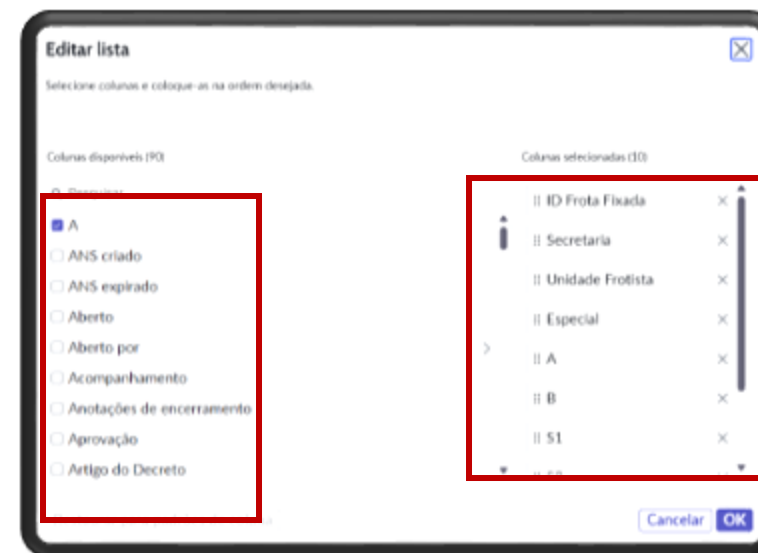 Editar lista
Selecione colunas e coloque-as na ordem desejada.
Colunas disponíveis (90)
Colunas selecionadas (10)
Pesquisar
A
ANS criado
ANS expirado
Aberto
Aberto por
Acompanhamento
Anotações de encerramento
Aprovação
Artigo do Decreto
ID Frota Fixada
Secretaria
Unidade Frotista
Especial
A
B
S1
Cancelar
OK